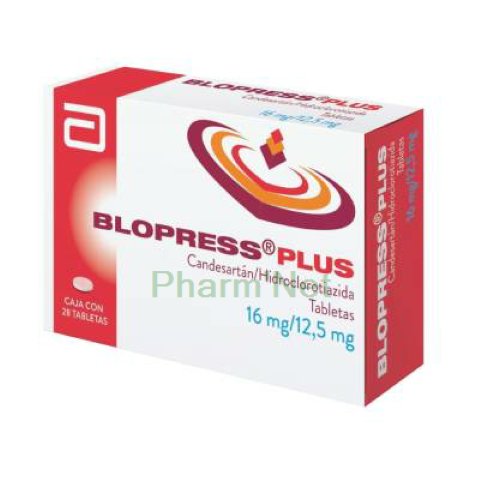 BLOPRESS® PLUS
Candesartán/Hidroclorotiazida
Tabletas
16 mg/12,5 mg
BLOPRESS® PLUS
Candesartán/Hidroclorotiazida
Tabletas
16 mg/12,5 mg
CAJA CON
28 TABLETAS
BLOPRESS® PLUS
Candesartán/Hidroclorotiazida
Tabletas
16 mg/12,5 mg
Pharm Net